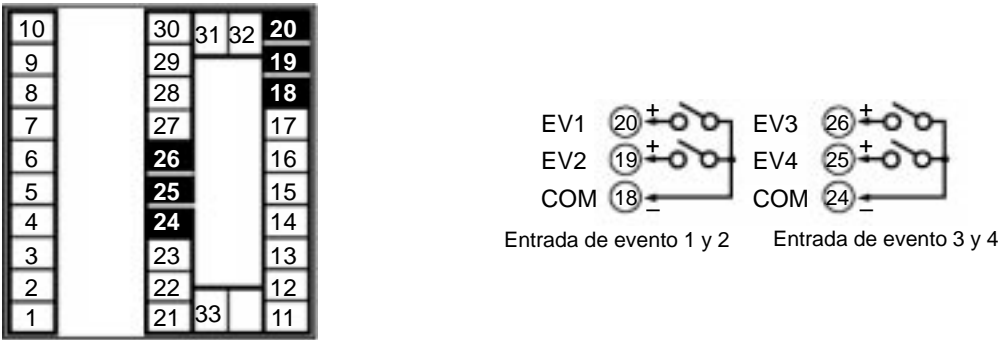 10 30 31 32 20
9 29 19
8 28 18
7 27 17
6 26 16
5 25 15
4 24 14
3 23 13
2 22 12
1 21 33 11
EV1 20 +
EV2 19 +
COM 18 −
Entrada de evento 1 y 2
EV3 26 +
EV4 25 +
COM 24 −
Entrada de evento 3 y 4